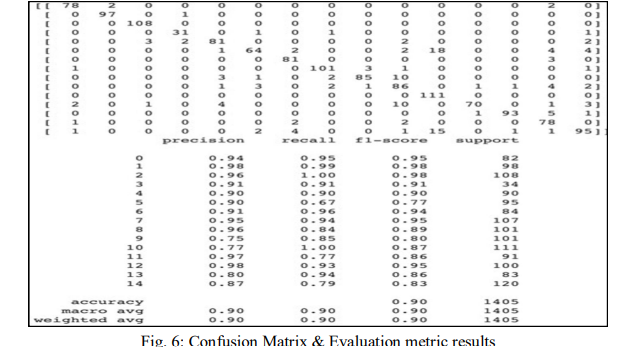 [[ 78 2 0 0 0 0 0 0 0 0 0 0 0 2 0]
[ 0 97 0 1 0 0 0 0 0 0 0 0 0 0 0]
[ 0 0 108 0 0 0 0 0 0 0 0 0 0 0 0]
[ 0 0 0 31 0 1 0 1 0 0 0 0 0 0 1]
[ 0 0 3 2 81 0 0 0 0 2 0 0 0 0 2]
[ 0 0 0 0 1 64 2 0 0 2 18 0 0 4 4]
[ 0 0 0 0 0 0 81 0 0 0 0 0 0 3 0]
[ 1 0 0 0 0 0 0 101 3 1 0 0 0 0 1]
[ 0 0 0 0 3 1 0 2 85 10 0 0 0 0 0]
[ 0 0 0 0 1 3 0 2 1 86 0 1 1 4 2]
[ 0 0 0 0 0 0 0 0 0 0 111 0 0 0 0]
[ 2 0 1 0 4 0 0 0 0 10 0 70 0 1 3]
[ 0 0 0 0 0 0 0 0 0 0 0 1 93 5 1]
[ 1 0 0 0 0 0 2 0 0 2 0 0 0 78 0]
[ 1 0 0 0 0 2 4 0 0 1 15 0 1 1 95]]
precision recall f1-score support
0 0.94 0.95 0.95 82
1 0.98 0.99 0.98 98
2 0.96 1.00 0.98 108
3 0.91 0.91 0.91 34
4 0.90 0.90 0.90 90
5 0.90 0.67 0.77 95
6 0.91 0.96 0.94 84
7 0.95 0.94 0.95 107
8 0.96 0.84 0.89 101
9 0.75 0.85 0.80 101
10 0.77 1.00 0.87 111
11 0.97 0.77 0.86 91
12 0.98 0.93 0.95 100
13 0.80 0.94 0.86 83
14 0.87 0.79 0.83 120
accuracy 0.90 1405
macro avg 0.90 0.90 0.90 1405
weighted avg 0.90 0.90 0.90 1405
Fig. 6: Confusion Matrix & Evaluation metric results